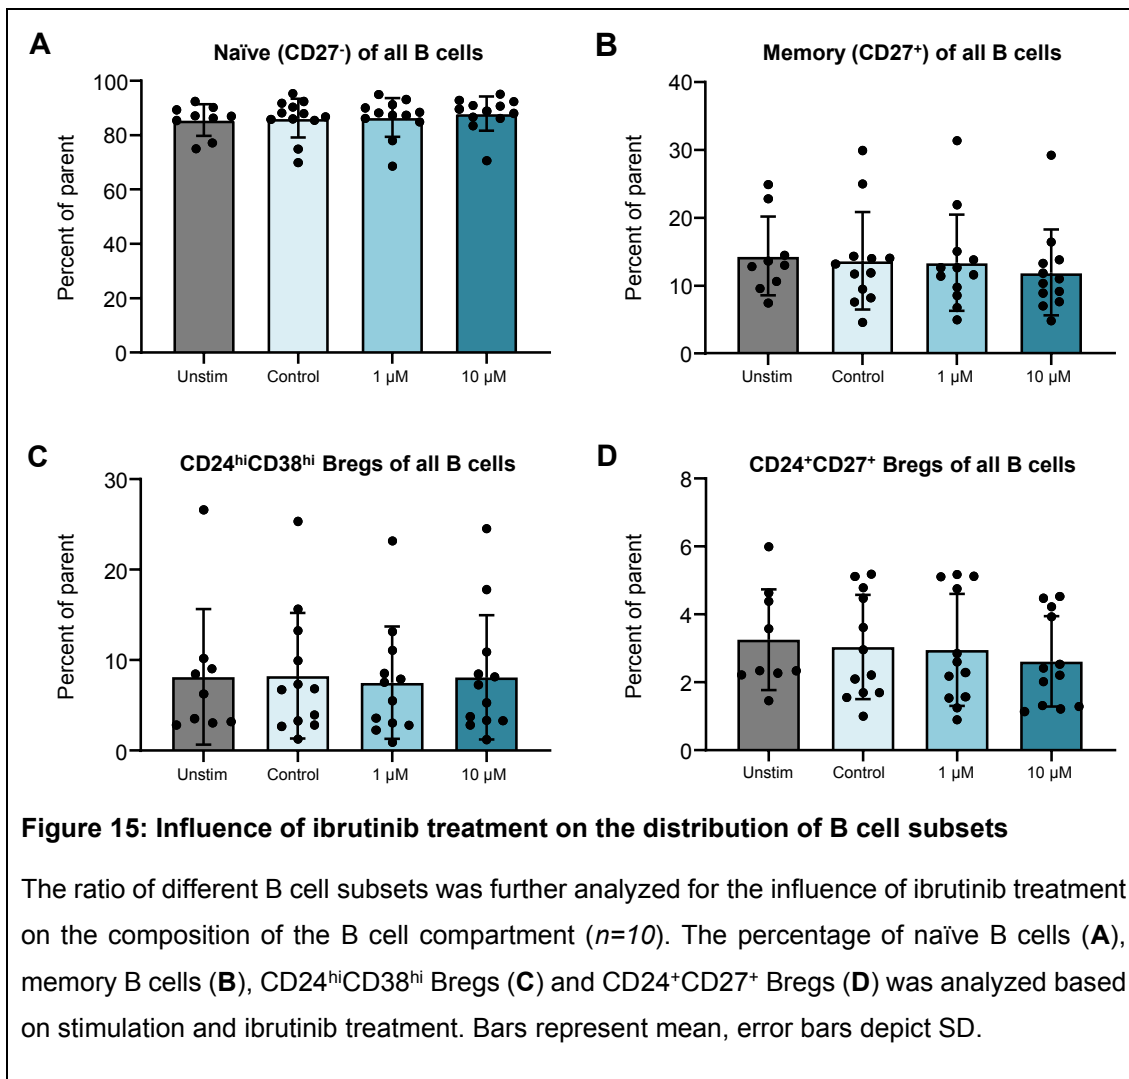 A
Naïve (CD27⁻) of all B cells
Percent of parent
100
80
60
40
20
0
Unstim Control 1 µM 10 µM
B
Memory (CD27⁺) of all B cells
Percent of parent
40
30
20
10
0
Unstim Control 1 µM 10 µM
C
CD24ʰⁱCD38ʰⁱ Bregs of all B cells
Percent of parent
30
20
10
0
Unstim Control 1 µM 10 µM
D
CD24⁺CD27⁺ Bregs of all B cells
Percent of parent
8
6
4
2
0
Unstim Control 1 µM 10 µM
Figure 15: Influence of ibrutinib treatment on the distribution of B cell subsets
The ratio of different B cell subsets was further analyzed for the influence of ibrutinib treatment
on the composition of the B cell compartment (n=10). The percentage of naïve B cells (A),
memory B cells (B), CD24ʰⁱCD38ʰⁱ Bregs (C) and CD24⁺CD27⁺ Bregs (D) was analyzed based
on stimulation and ibrutinib treatment. Bars represent mean, error bars depict SD.